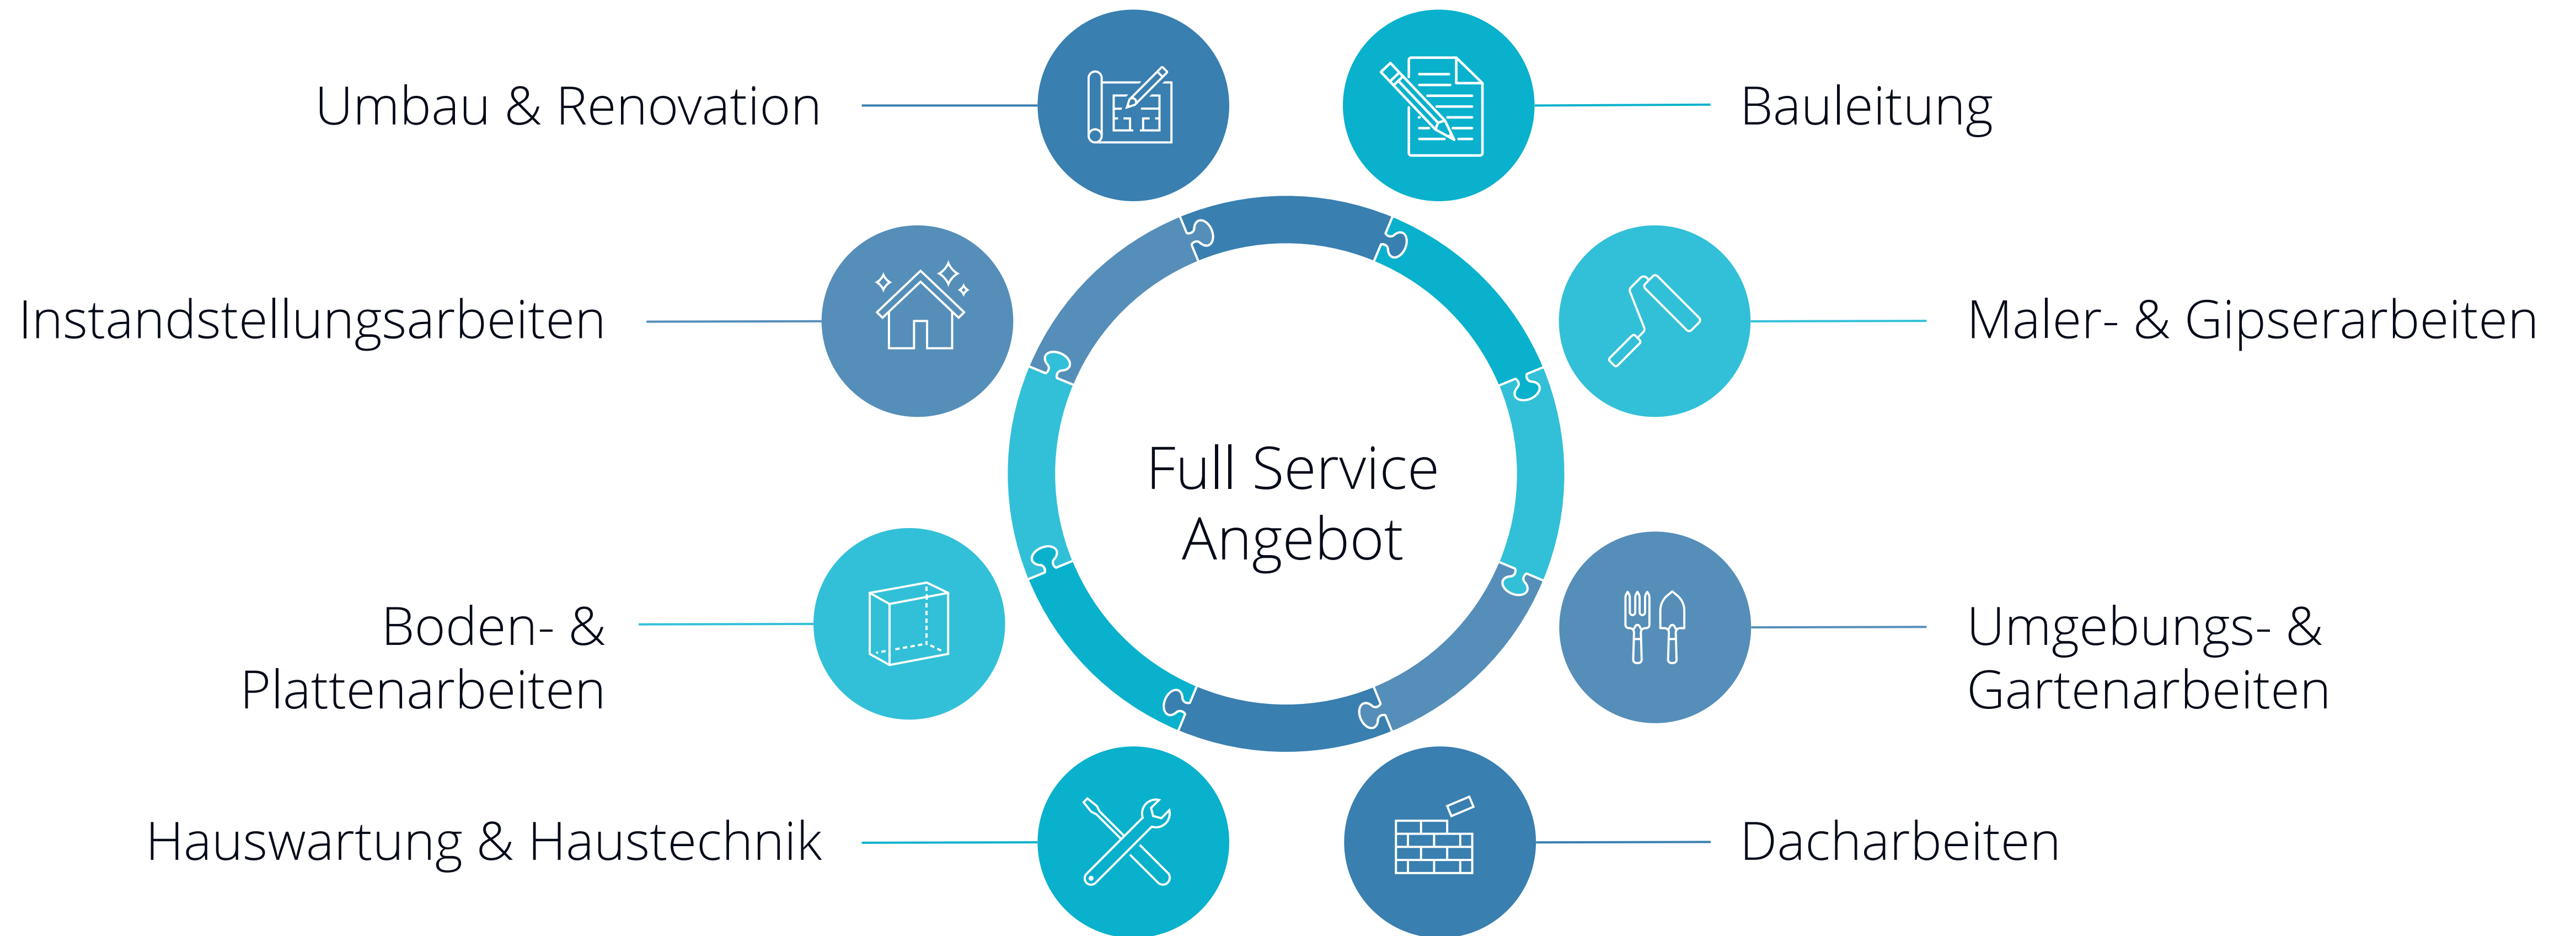 Umbau & Renovation
Bauleitung
Instandstellungsarbeiten
Maler- & Gipserarbeiten
Full Service
Angebot
Boden- &
Plattenarbeiten
Umgebungs- &
Gartenarbeiten
Hauswartung & Haustechnik
Dacharbeiten